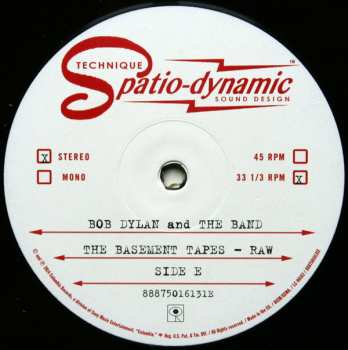 TECHNIQUE
Spatio-dynamic
TM
SOUND DESIGN
X STEREO
45 RPM
MONO
33 1/3 RPM X
BOB DYLAN and THE BAND
THE BASEMENT TAPES - RAW
SIDE E
88875016131E